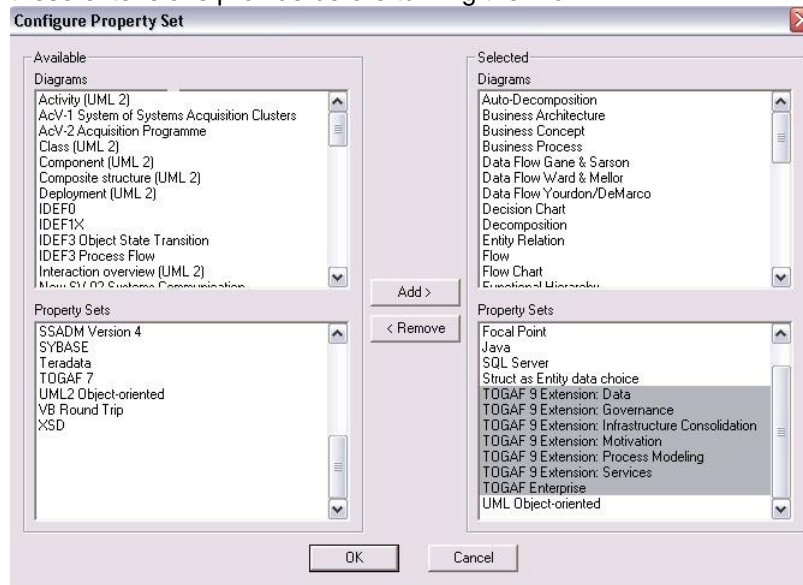 Configure Property Set
Available
Diagrams
Activity (UML 2)
AcV-1 System of Systems Acquisition Clusters
AcV-2 Acquisition Programme
Class (UML 2)
Component (UML 2)
Composite structure (UML 2)
Deployment (UML 2)
IDEF0
IDEF1X
IDEF3 Object State Transition
IDEF3 Process Flow
Interaction overview (UML 2)
Property Sets
SSADM Version 4
SYBASE
Teradata
TOGAF 7
UML2 Object-oriented
VB Round Trip
XSD
Add >
< Remove
Selected
Diagrams
Auto-Decomposition
Business Architecture
Business Concept
Business Process
Data Flow Gane & Sarson
Data Flow Ward & Mellor
Data Flow Yourdon/DeMarco
Decision Chart
Decomposition
Entity Relation
Flow
Flow Chart
Functional Hierarchy
Property Sets
Focal Point
Java
SQL Server
Struct as Entity data choice
TOGAF 9 Extension: Data
TOGAF 9 Extension: Governance
TOGAF 9 Extension: Infrastructure Consolidation
TOGAF 9 Extension: Motivation
TOGAF 9 Extension: Process Modeling
TOGAF 9 Extension: Services
TOGAF Enterprise
UML Object-oriented
OK
Cancel